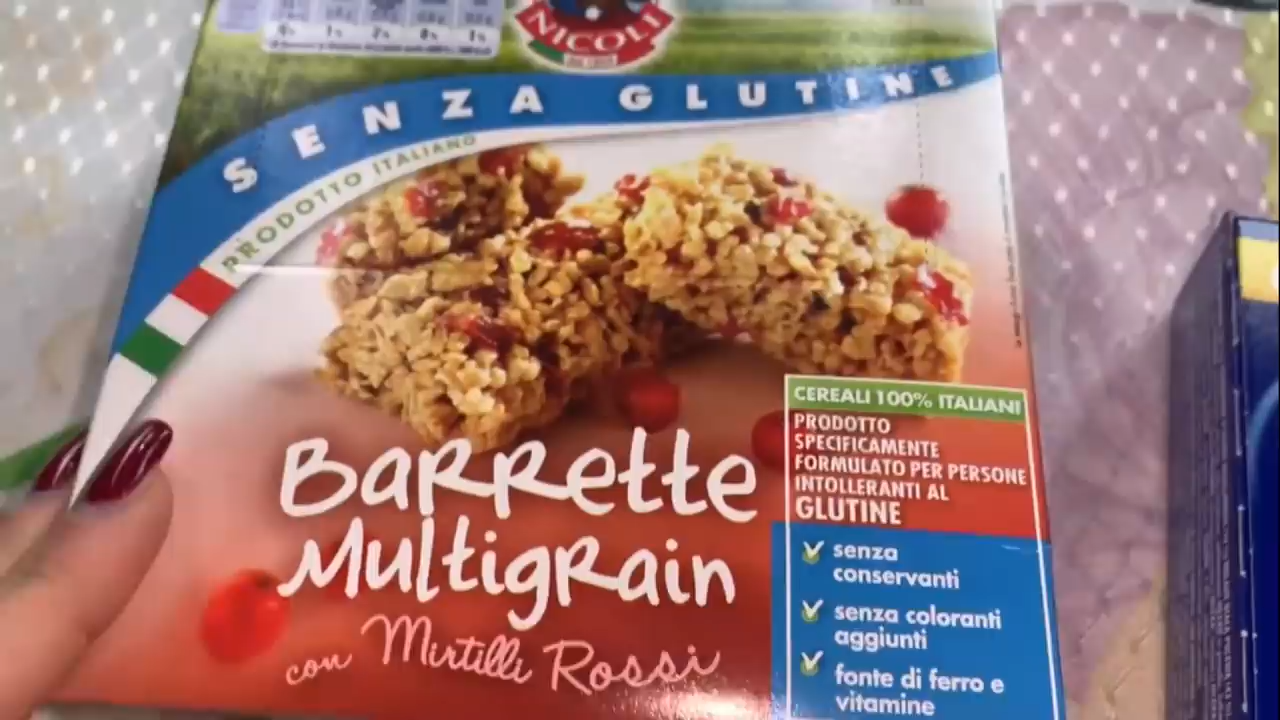 NICOLI
SENZA GLUTINE
PRODOTTO ITALIANO
CEREALI 100% ITALIANI
PRODOTTO
SPECIFICAMENTE
FORMULATO PER PERSONE
INTOLLERANTI AL
GLUTINE
Barrette
Multigrain
con Mirtilli Rossi
senza
conservanti
senza coloranti
aggiunti
fonte di ferro e
vitamine